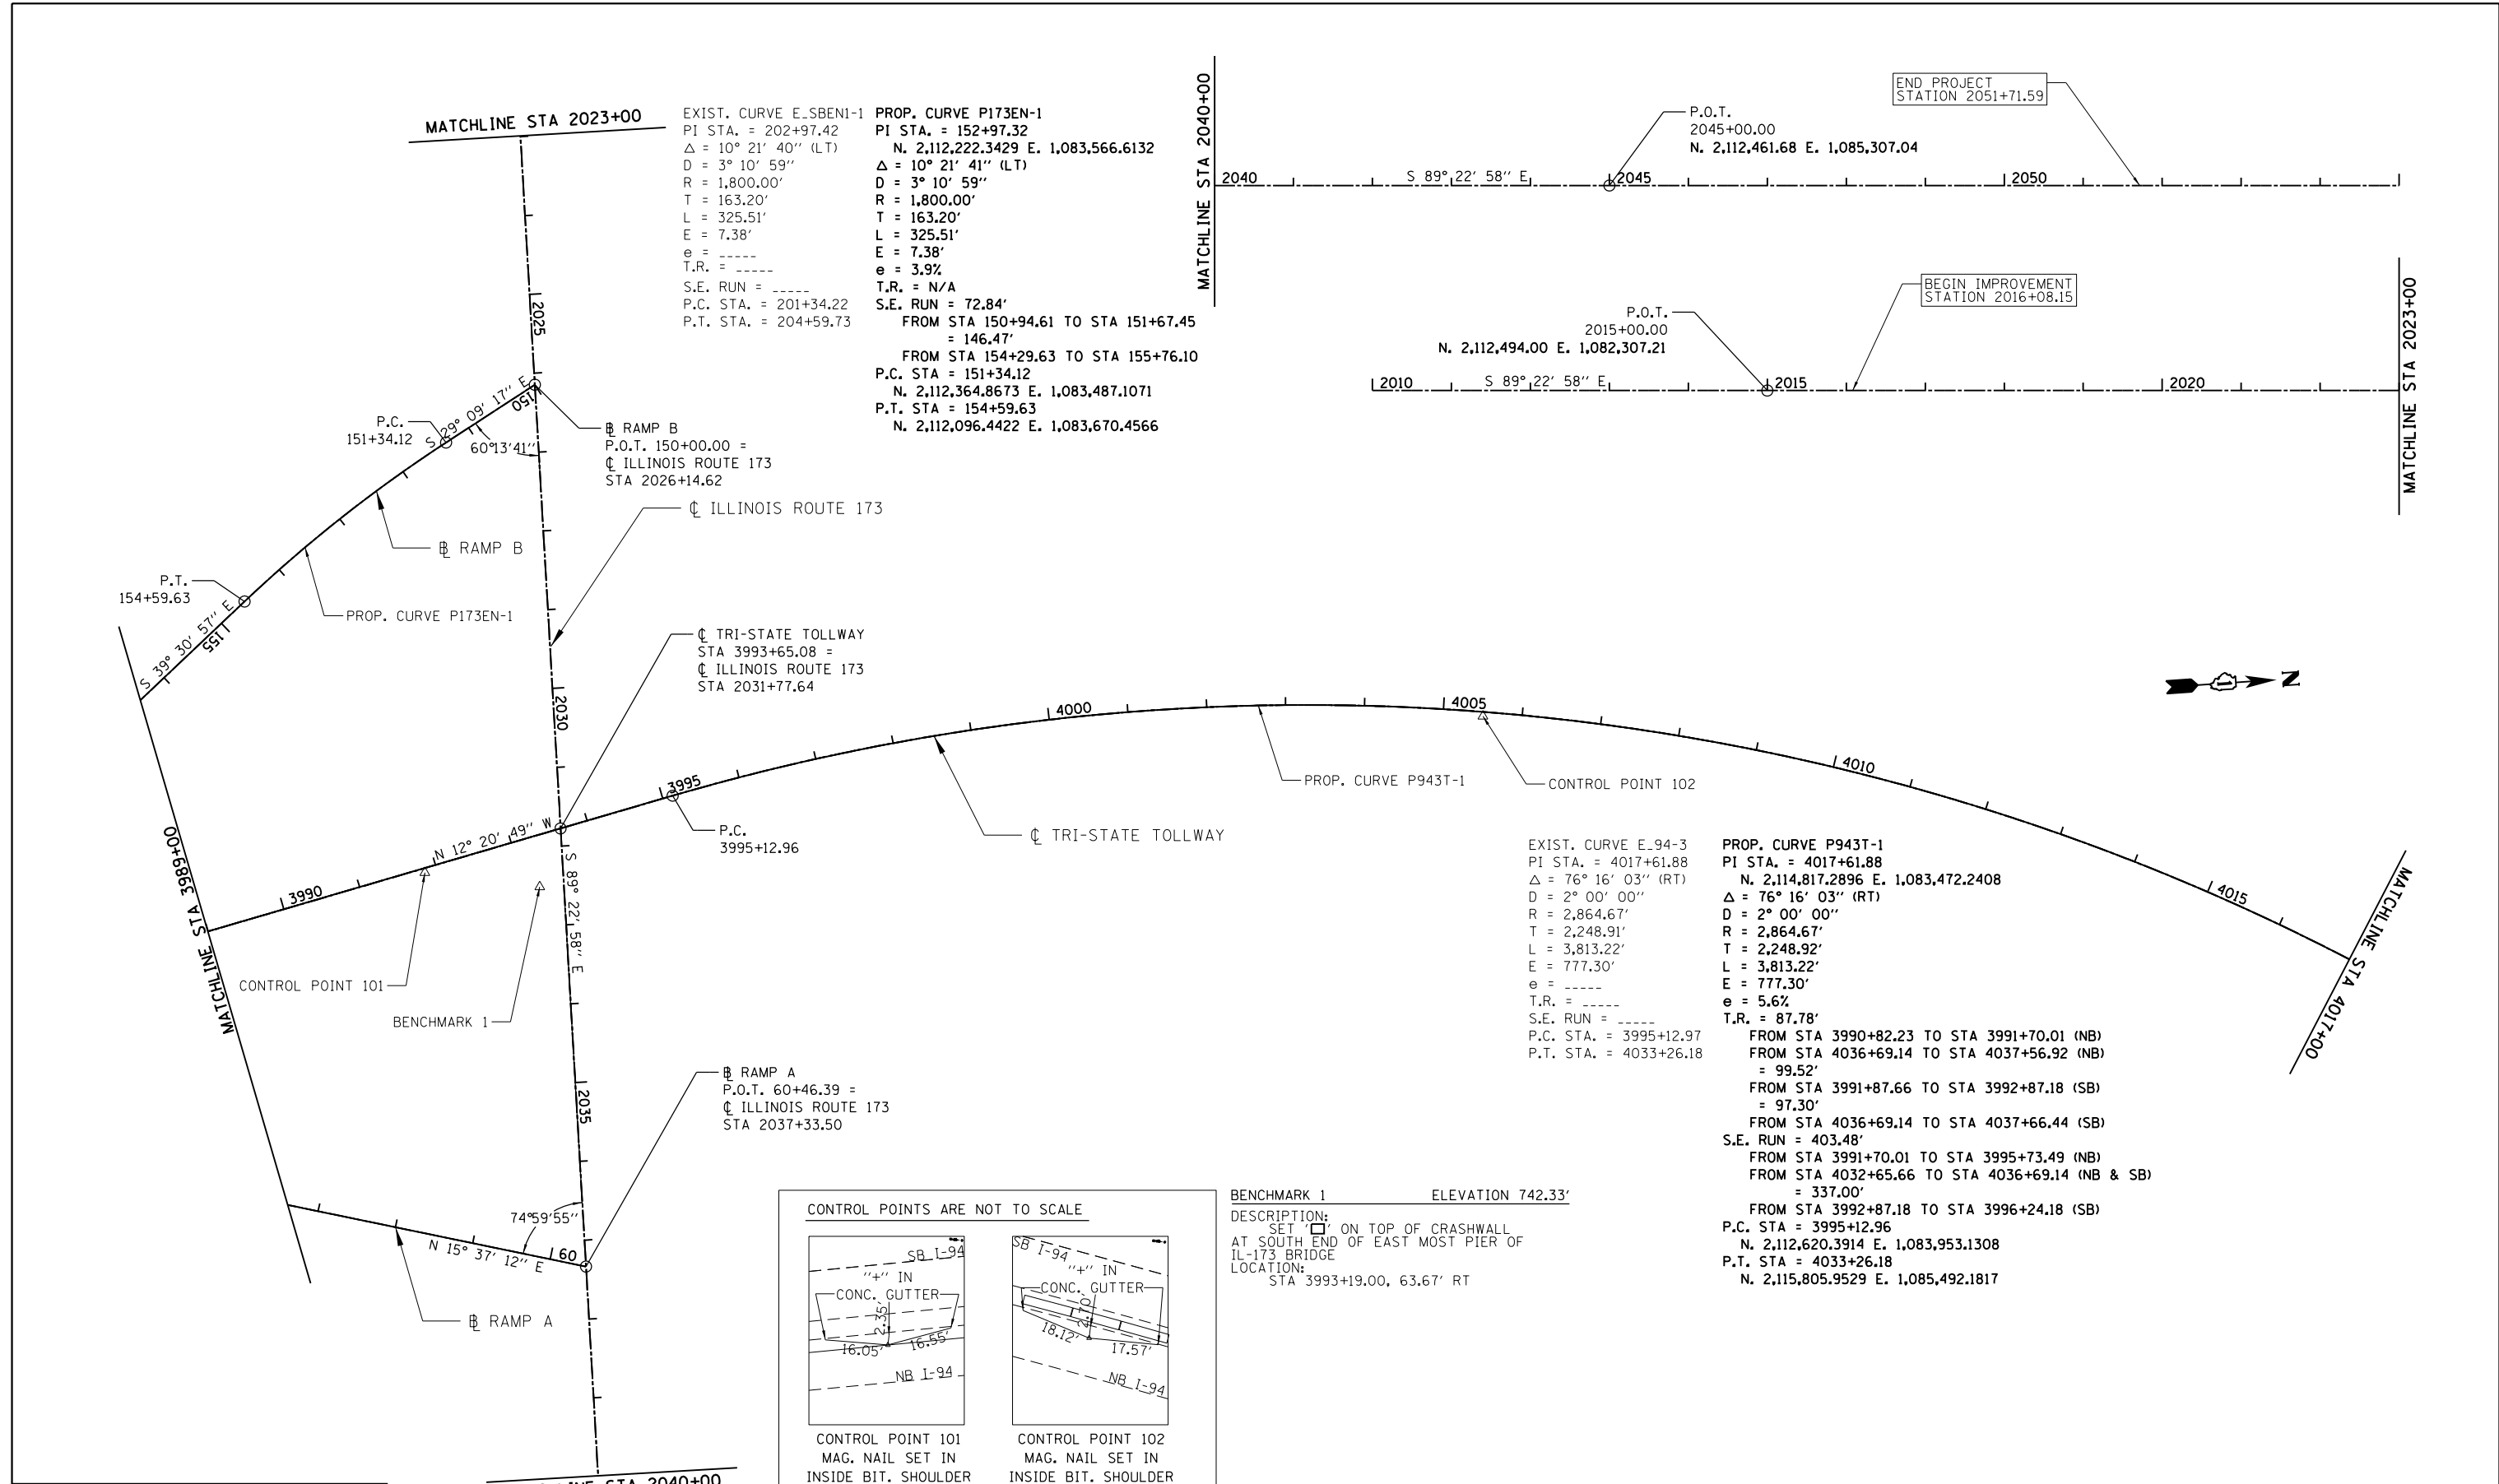 MATCHLINE STA 2023+00
EXIST. CURVE E_SBEN1-1
PI STA. = 202+97.42
Δ = 10° 21' 40'' (LT)
D = 3° 10' 59''
R = 1,800.00'
T = 163.20'
L = 325.51'
E = 7.38'
e = _____
T.R. = _____
S.E. RUN = _____
P.C. STA. = 201+34.22
P.T. STA. = 204+59.73
PROP. CURVE P173EN-1
PI STA. = 152+97.32
N. 2,112,222.3429 E. 1,083,566.6132
Δ = 10° 21' 41'' (LT)
D = 3° 10' 59''
R = 1,800.00'
T = 163.20'
L = 325.51'
E = 7.38'
e = 3.9%
T.R. = N/A
S.E. RUN = 72.84'
FROM STA 150+94.61 TO STA 151+67.45
= 146.47'
FROM STA 154+29.63 TO STA 155+76.10
P.C. STA = 151+34.12
N. 2,112,364.8673 E. 1,083,487.1071
P.T. STA = 154+59.63
N. 2,112,096.4422 E. 1,083,670.4566
MATCHLINE STA 2040+00
END PROJECT
STATION 2051+71.59
P.O.T.
2045+00.00
N. 2,112,461.68 E. 1,085,307.04
2040
S 89° 22' 58'' E
2045
2050
BEGIN IMPROVEMENT
STATION 2016+08.15
P.O.T.
2015+00.00
N. 2,112,494.00 E. 1,082,307.21
2010
S 89° 22' 58'' E
2015
2020
MATCHLINE STA 2023+00
2025
S 29° 09' 17'' E
150
P.C.
151+34.12
60°13'41''
℄ RAMP B
P.O.T. 150+00.00 =
℄ ILLINOIS ROUTE 173
STA 2026+14.62
℄ ILLINOIS ROUTE 173
℄ RAMP B
P.T.
154+59.63
PROP. CURVE P173EN-1
S 39° 30' 57'' E
155
℄ TRI-STATE TOLLWAY
STA 3993+65.08 =
℄ ILLINOIS ROUTE 173
STA 2031+77.64
2030
N
3995
4000
4005
4010
4015
PROP. CURVE P943T-1
CONTROL POINT 102
P.C.
3995+12.96
℄ TRI-STATE TOLLWAY
N 12° 20' 49'' W
3990
S 89° 22' 58'' E
MATCHLINE STA 3989+00
CONTROL POINT 101
BENCHMARK 1
MATCHLINE STA 4017+00
EXIST. CURVE E_94-3
PI STA. = 4017+61.88
Δ = 76° 16' 03'' (RT)
D = 2° 00' 00''
R = 2,864.67'
T = 2,248.91'
L = 3,813.22'
E = 777.30'
e = _____
T.R. = _____
S.E. RUN = _____
P.C. STA. = 3995+12.97
P.T. STA. = 4033+26.18
PROP. CURVE P943T-1
PI STA. = 4017+61.88
N. 2,114,817.2896 E. 1,083,472.2408
Δ = 76° 16' 03'' (RT)
D = 2° 00' 00''
R = 2,864.67'
T = 2,248.92'
L = 3,813.22'
E = 777.30'
e = 5.6%
T.R. = 87.78'
FROM STA 3990+82.23 TO STA 3991+70.01 (NB)
FROM STA 4036+69.14 TO STA 4037+56.92 (NB)
= 99.52'
FROM STA 3991+87.66 TO STA 3992+87.18 (SB)
= 97.30'
FROM STA 4036+69.14 TO STA 4037+66.44 (SB)
S.E. RUN = 403.48'
FROM STA 3991+70.01 TO STA 3995+73.49 (NB)
FROM STA 4032+65.66 TO STA 4036+69.14 (NB & SB)
= 337.00'
FROM STA 3992+87.18 TO STA 3996+24.18 (SB)
P.C. STA = 3995+12.96
N. 2,112,620.3914 E. 1,083,953.1308
P.T. STA = 4033+26.18
N. 2,115,805.9529 E. 1,085,492.1817
2035
℄ RAMP A
P.O.T. 60+46.39 =
℄ ILLINOIS ROUTE 173
STA 2037+33.50
74°59'55''
60
N 15° 37' 12'' E
℄ RAMP A
CONTROL POINTS ARE NOT TO SCALE
SB I-94
''+'' IN
CONC. GUTTER
2.35'
16.05'
16.55'
NB I-94
CONTROL POINT 101
MAG. NAIL SET IN
INSIDE BIT. SHOULDER
SB I-94
''+'' IN
CONC. GUTTER
2.70'
18.12'
17.57'
NB I-94
CONTROL POINT 102
MAG. NAIL SET IN
INSIDE BIT. SHOULDER
BENCHMARK 1 ELEVATION 742.33'
DESCRIPTION:
SET '□' ON TOP OF CRASHWALL
AT SOUTH END OF EAST MOST PIER OF
IL-173 BRIDGE
LOCATION:
STA 3993+19.00, 63.67' RT
STA 2040+00